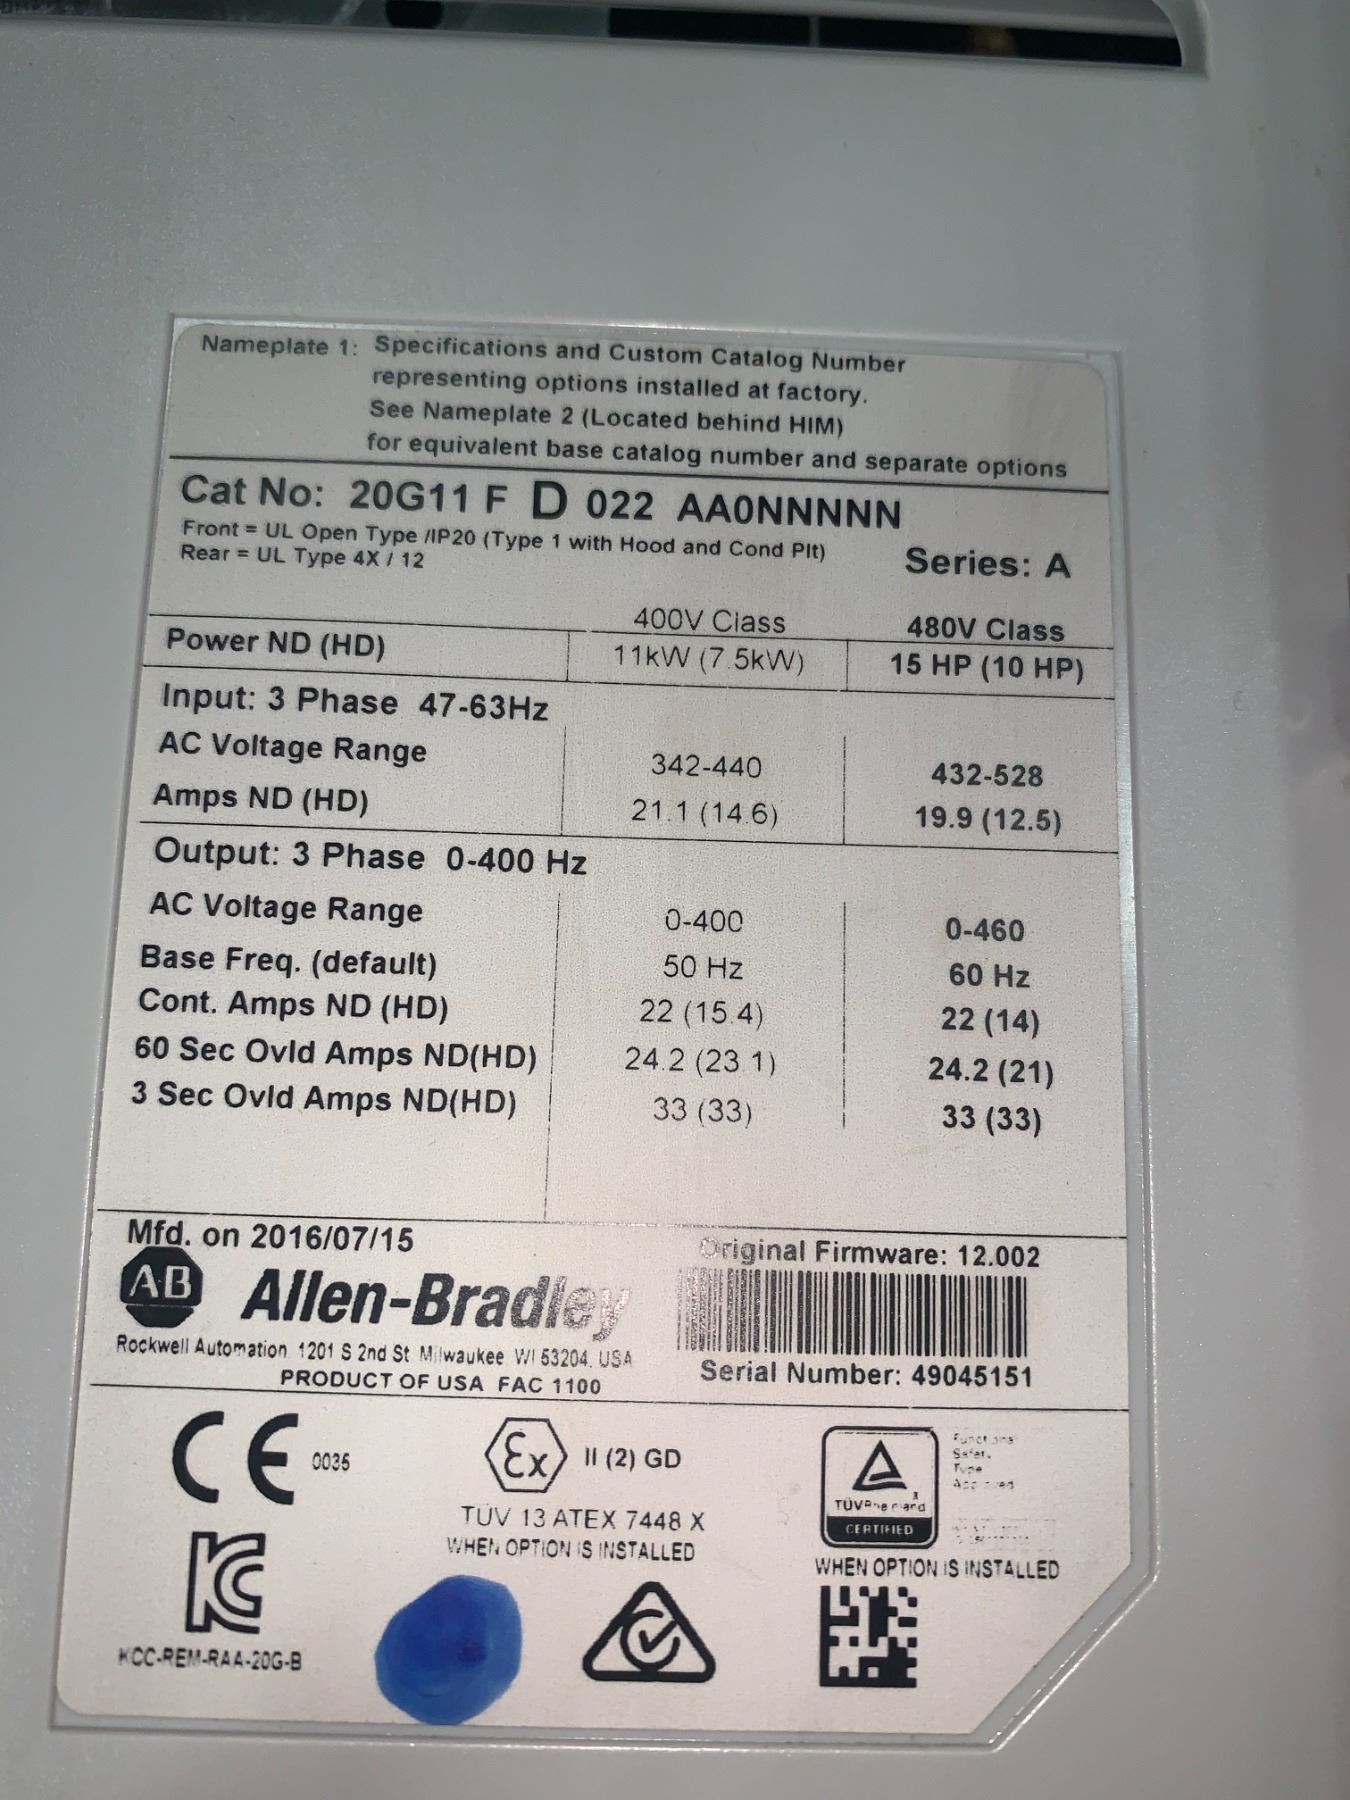 Nameplate 1: Specifications and Custom Catalog Number
representing options installed at factory.
See Nameplate 2 (Located behind HIM)
for equivalent base catalog number and separate options
Cat No: 20G11 F D 022 AA0NNNNN
Front = UL Open Type /IP20 (Type 1 with Hood and Cond Plt)
Rear = UL Type 4X / 12
Series: A
400V Class 480V Class
Power ND (HD) 11kW (7.5kW) 15 HP (10 HP)
Input: 3 Phase 47-63Hz
AC Voltage Range 342-440 432-528
Amps ND (HD) 21.1 (14.6) 19.9 (12.5)
Output: 3 Phase 0-400 Hz
AC Voltage Range 0-400 0-460
Base Freq. (default) 50 Hz 60 Hz
Cont. Amps ND (HD) 22 (15.4) 22 (14)
60 Sec Ovld Amps ND(HD) 24.2 (23.1) 24.2 (21)
3 Sec Ovld Amps ND(HD) 33 (33) 33 (33)
Mfd. on 2016/07/15
Original Firmware: 12.002
AB Allen-Bradley
Rockwell Automation 1201 S 2nd St Milwaukee WI 53204, USA
PRODUCT OF USA FAC 1100
Serial Number: 49045151
CE 0035
Ex II (2) GD
TÜV 13 ATEX 7448 X
WHEN OPTION IS INSTALLED
TÜVRheinland
CERTIFIED
Functional
Safety
Type
Approved
WHEN OPTION IS INSTALLED
KC
KCC-REM-RAA-20G-B